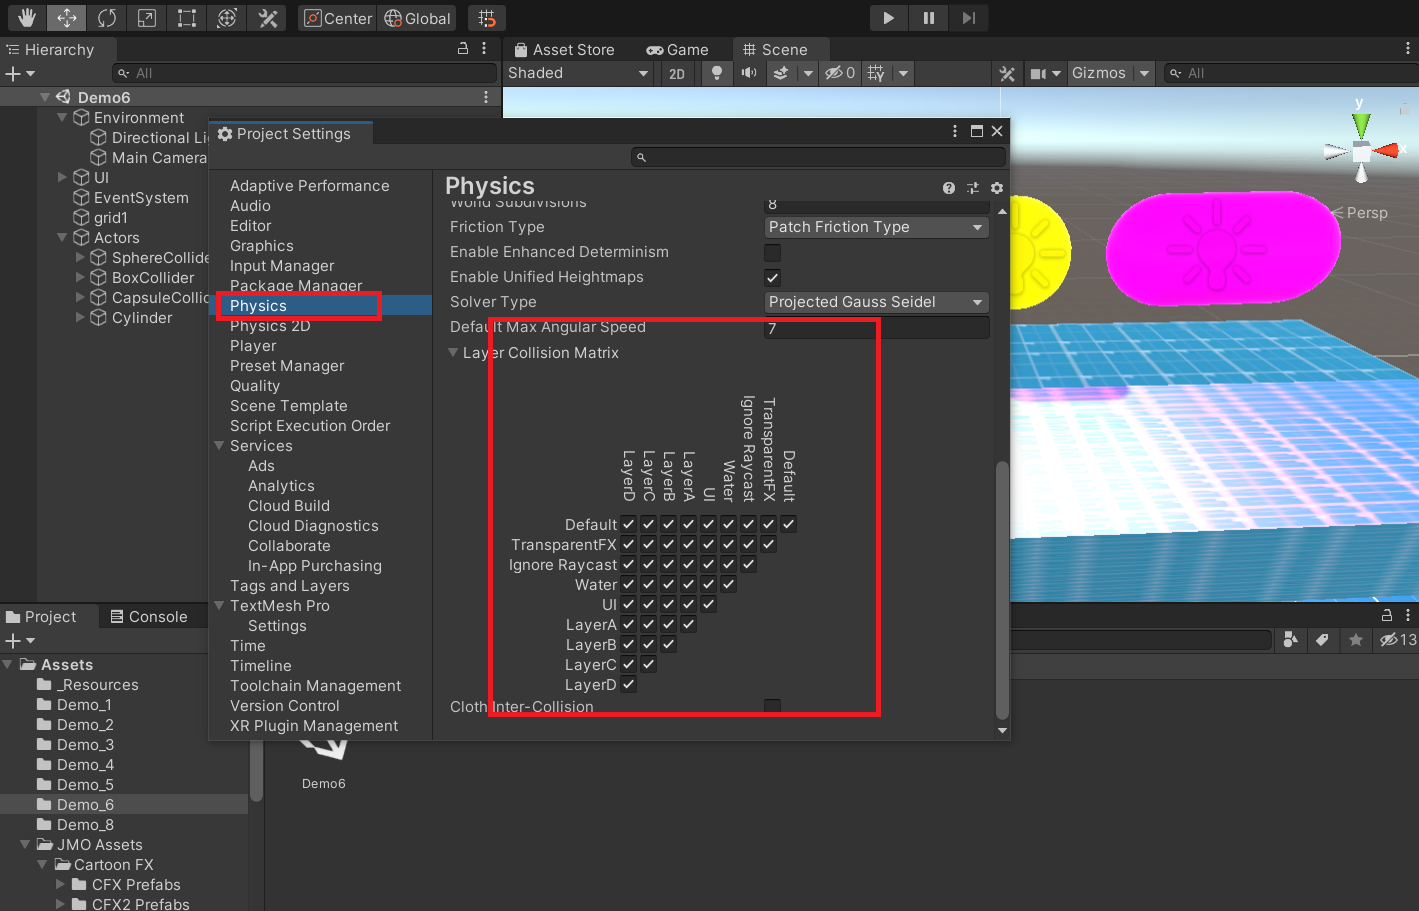 Center
Global
Hierarchy
All
Demo6
Environment
Directional Li
Main Camera
UI
EventSystem
grid1
Actors
SphereCollide
BoxCollider
CapsuleCollid
Cylinder
Asset Store
Game
Scene
Shaded
2D
0
Gizmos
All
y
x
Persp
Project Settings
Adaptive Performance
Audio
Editor
Graphics
Input Manager
Package Manager
Physics
Physics 2D
Player
Preset Manager
Quality
Scene Template
Script Execution Order
Services
Ads
Analytics
Cloud Build
Cloud Diagnostics
Collaborate
In-App Purchasing
Tags and Layers
TextMesh Pro
Settings
Time
Timeline
Toolchain Management
Version Control
XR Plugin Management
Physics
World Subdivisions 8
Friction Type Patch Friction Type
Enable Enhanced Determinism
Enable Unified Heightmaps
Solver Type Projected Gauss Seidel
Default Max Angular Speed 7
Layer Collision Matrix
LayerD
LayerC
LayerB
LayerA
UI
Water
Ignore Raycast
TransparentFX
Default
Default
TransparentFX
Ignore Raycast
Water
UI
LayerA
LayerB
LayerC
LayerD
Cloth Inter-Collision
Project
Console
13
Assets
_Resources
Demo_1
Demo_2
Demo_3
Demo_4
Demo_5
Demo_6
Demo_8
JMO Assets
Cartoon FX
CFX Prefabs
CFX2 Prefabs
Demo6